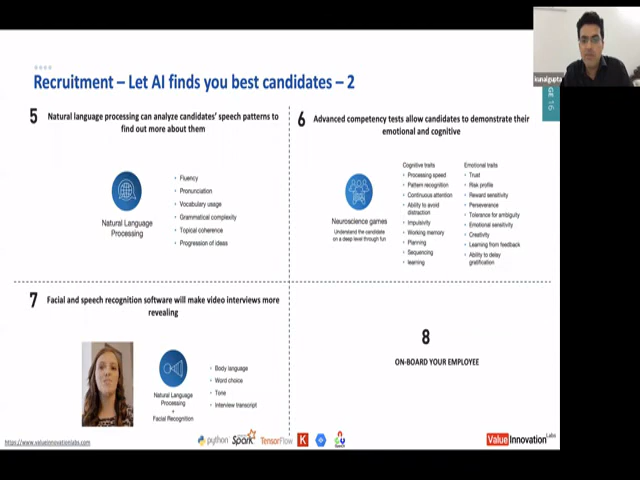 kunalgupta
PAGE 16
Recruitment – Let AI finds you best candidates – 2
5 Natural language processing can analyze candidates' speech patterns to
find out more about them
Natural Language
Processing
• Fluency
• Pronunciation
• Vocabulary usage
• Grammatical complexity
• Topical coherence
• Progression of ideas
6 Advanced competency tests allow candidates to demonstrate their
emotional and cognitive
Neuroscience games
Understand the candidate
on a deep level through fun
Cognitive traits
• Processing speed
• Pattern recognition
• Continuous attention
• Ability to avoid
distraction
• Impulsivity
• Working memory
• Planning
• Sequencing
• learning
Emotional traits
• Trust
• Risk profile
• Reward sensitivity
• Perseverance
• Tolerance for ambiguity
• Emotional sensitivity
• Creativity
• Learning from feedback
• Ability to delay
gratification
7 Facial and speech recognition software will make video interviews more
revealing
Natural Language
Processing
+
Facial Recognition
• Body language
• Word choice
• Tone
• Interview transcript
8
ON-BOARD YOUR EMPLOYEE
https://www.valueinnovationlabs.com
python
Spark
TensorFlow
K
OpenCV
Value Innovation Labs